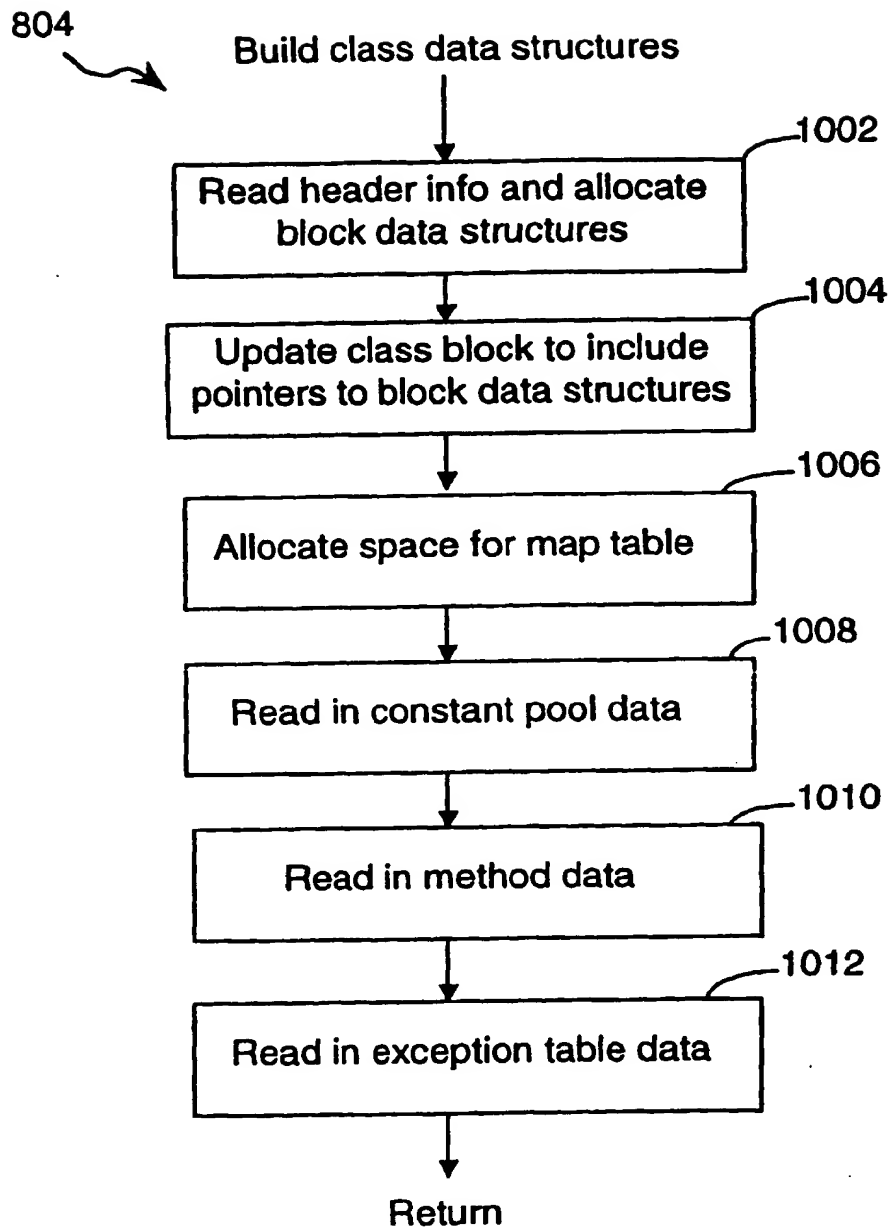 804
Build class data structures
1002
Read header info and allocate
block data structures
1004
Update class block to include
pointers to block data structures
1006
Allocate space for map table
1008
Read in constant pool data
1010
Read in method data
1012
Read in exception table data
Return